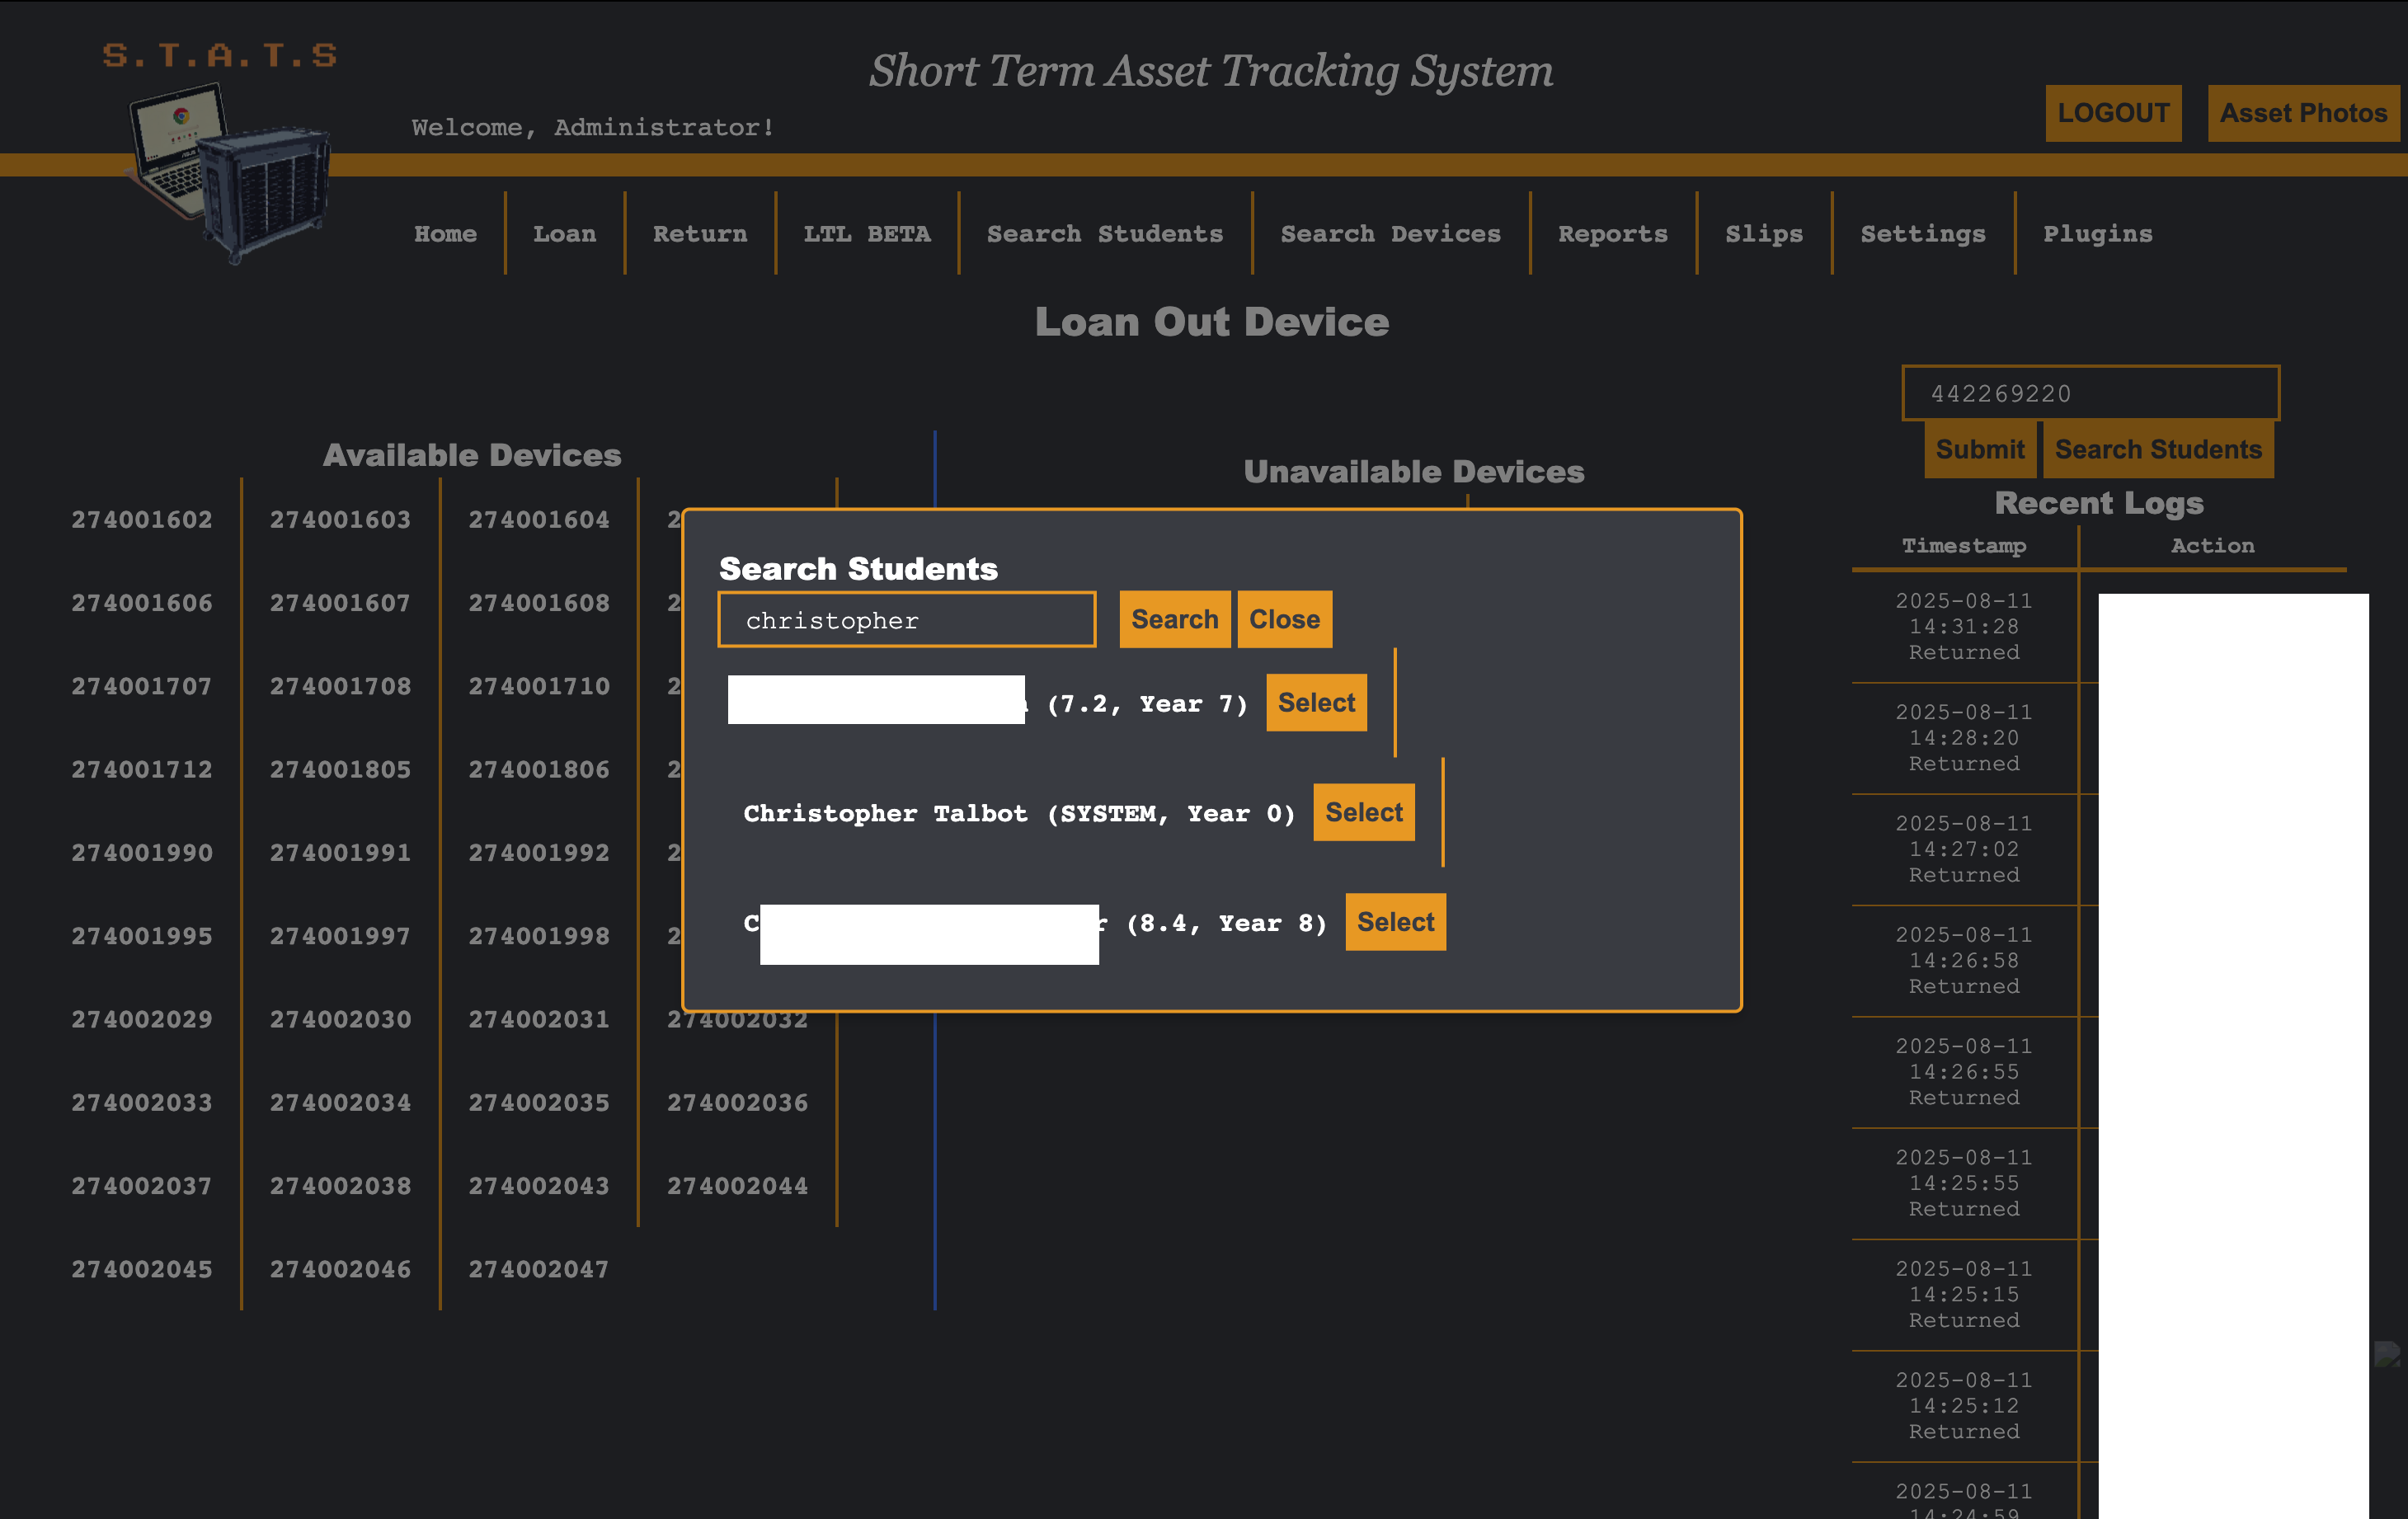 S.T.A.T.S
Short Term Asset Tracking System
Welcome, Administrator!
LOGOUT
Asset Photos
Home
Loan
Return
LTL BETA
Search Students
Search Devices
Reports
Slips
Settings
Plugins
Loan Out Device
Available Devices
274001602 274001603 274001604
274001606 274001607 274001608
274001707 274001708 274001710
274001712 274001805 274001806
274001990 274001991 274001992
274001995 274001997 274001998
274002029 274002030 274002031 274002032
274002033 274002034 274002035 274002036
274002037 274002038 274002043 274002044
274002045 274002046 274002047
Unavailable Devices
Search Students
christopher
Search
Close
(7.2, Year 7) Select
Christopher Talbot (SYSTEM, Year 0) Select
(8.4, Year 8) Select
442269220
Submit
Search Students
Recent Logs
Timestamp
Action
2025-08-11
14:31:28
Returned
2025-08-11
14:28:20
Returned
2025-08-11
14:27:02
Returned
2025-08-11
14:26:58
Returned
2025-08-11
14:26:55
Returned
2025-08-11
14:25:55
Returned
2025-08-11
14:25:15
Returned
2025-08-11
14:25:12
Returned
2025-08-11
14:24:59